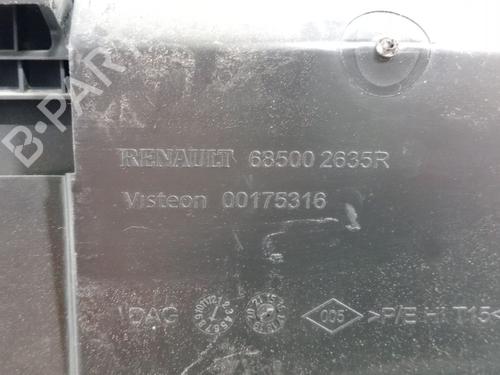 B-PARTS
RENAULT 68500 2635R
Visteon 00175316
DAG 005 >P/E HI T15<